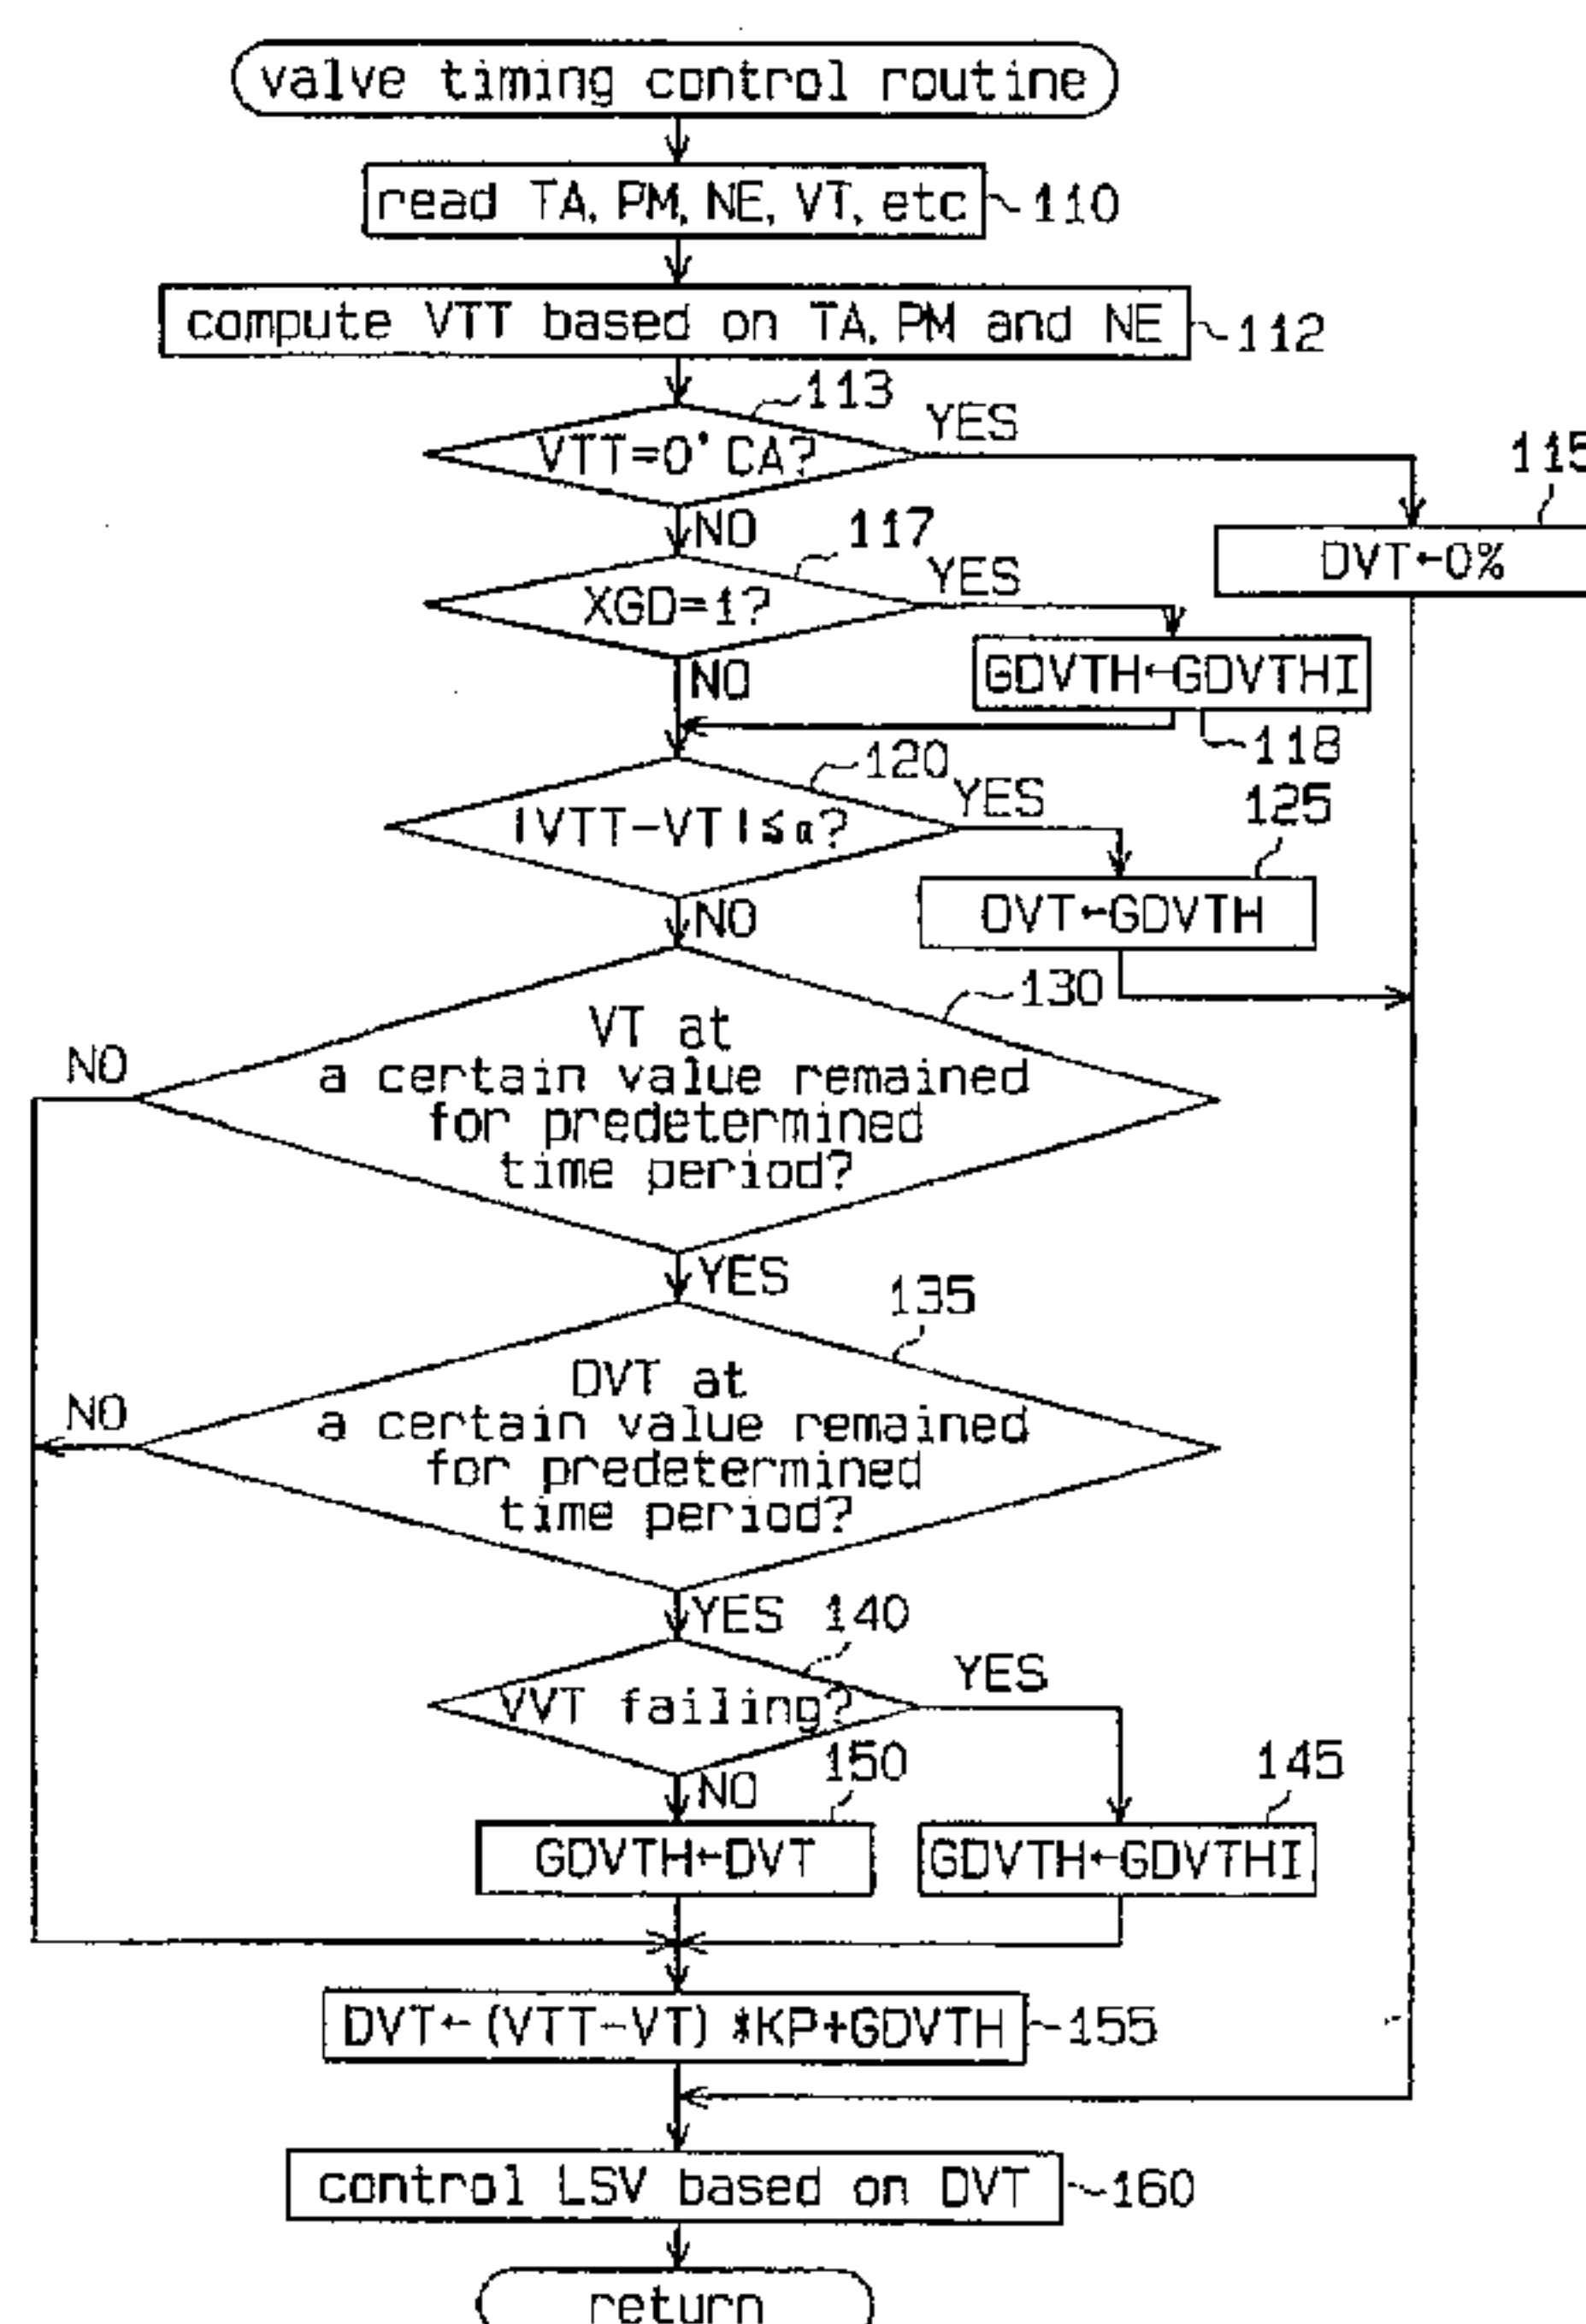 valve timing control routine
read TA, PM, NE, VT, etc
110
compute VTT based on TA, PM and NE
112
113
VTT=0°CA?
YES
115
DVT←0%
NO
117
XGD=1?
YES
GDVTH←GDVTHI
118
NO
120
|VTT-VT|≦α?
YES
125
DVT←GDVTH
NO
130
VT at
a certain value remained
for predetermined
time period?
NO
YES
135
DVT at
a certain value remained
for predetermined
time period?
NO
YES
140
VVT failing?
YES
NO
150
GDVTH←DVT
145
GDVTH←GDVTHI
DVT←(VTT-VT)*KP+GDVTH
155
control LSV based on DVT
160
return